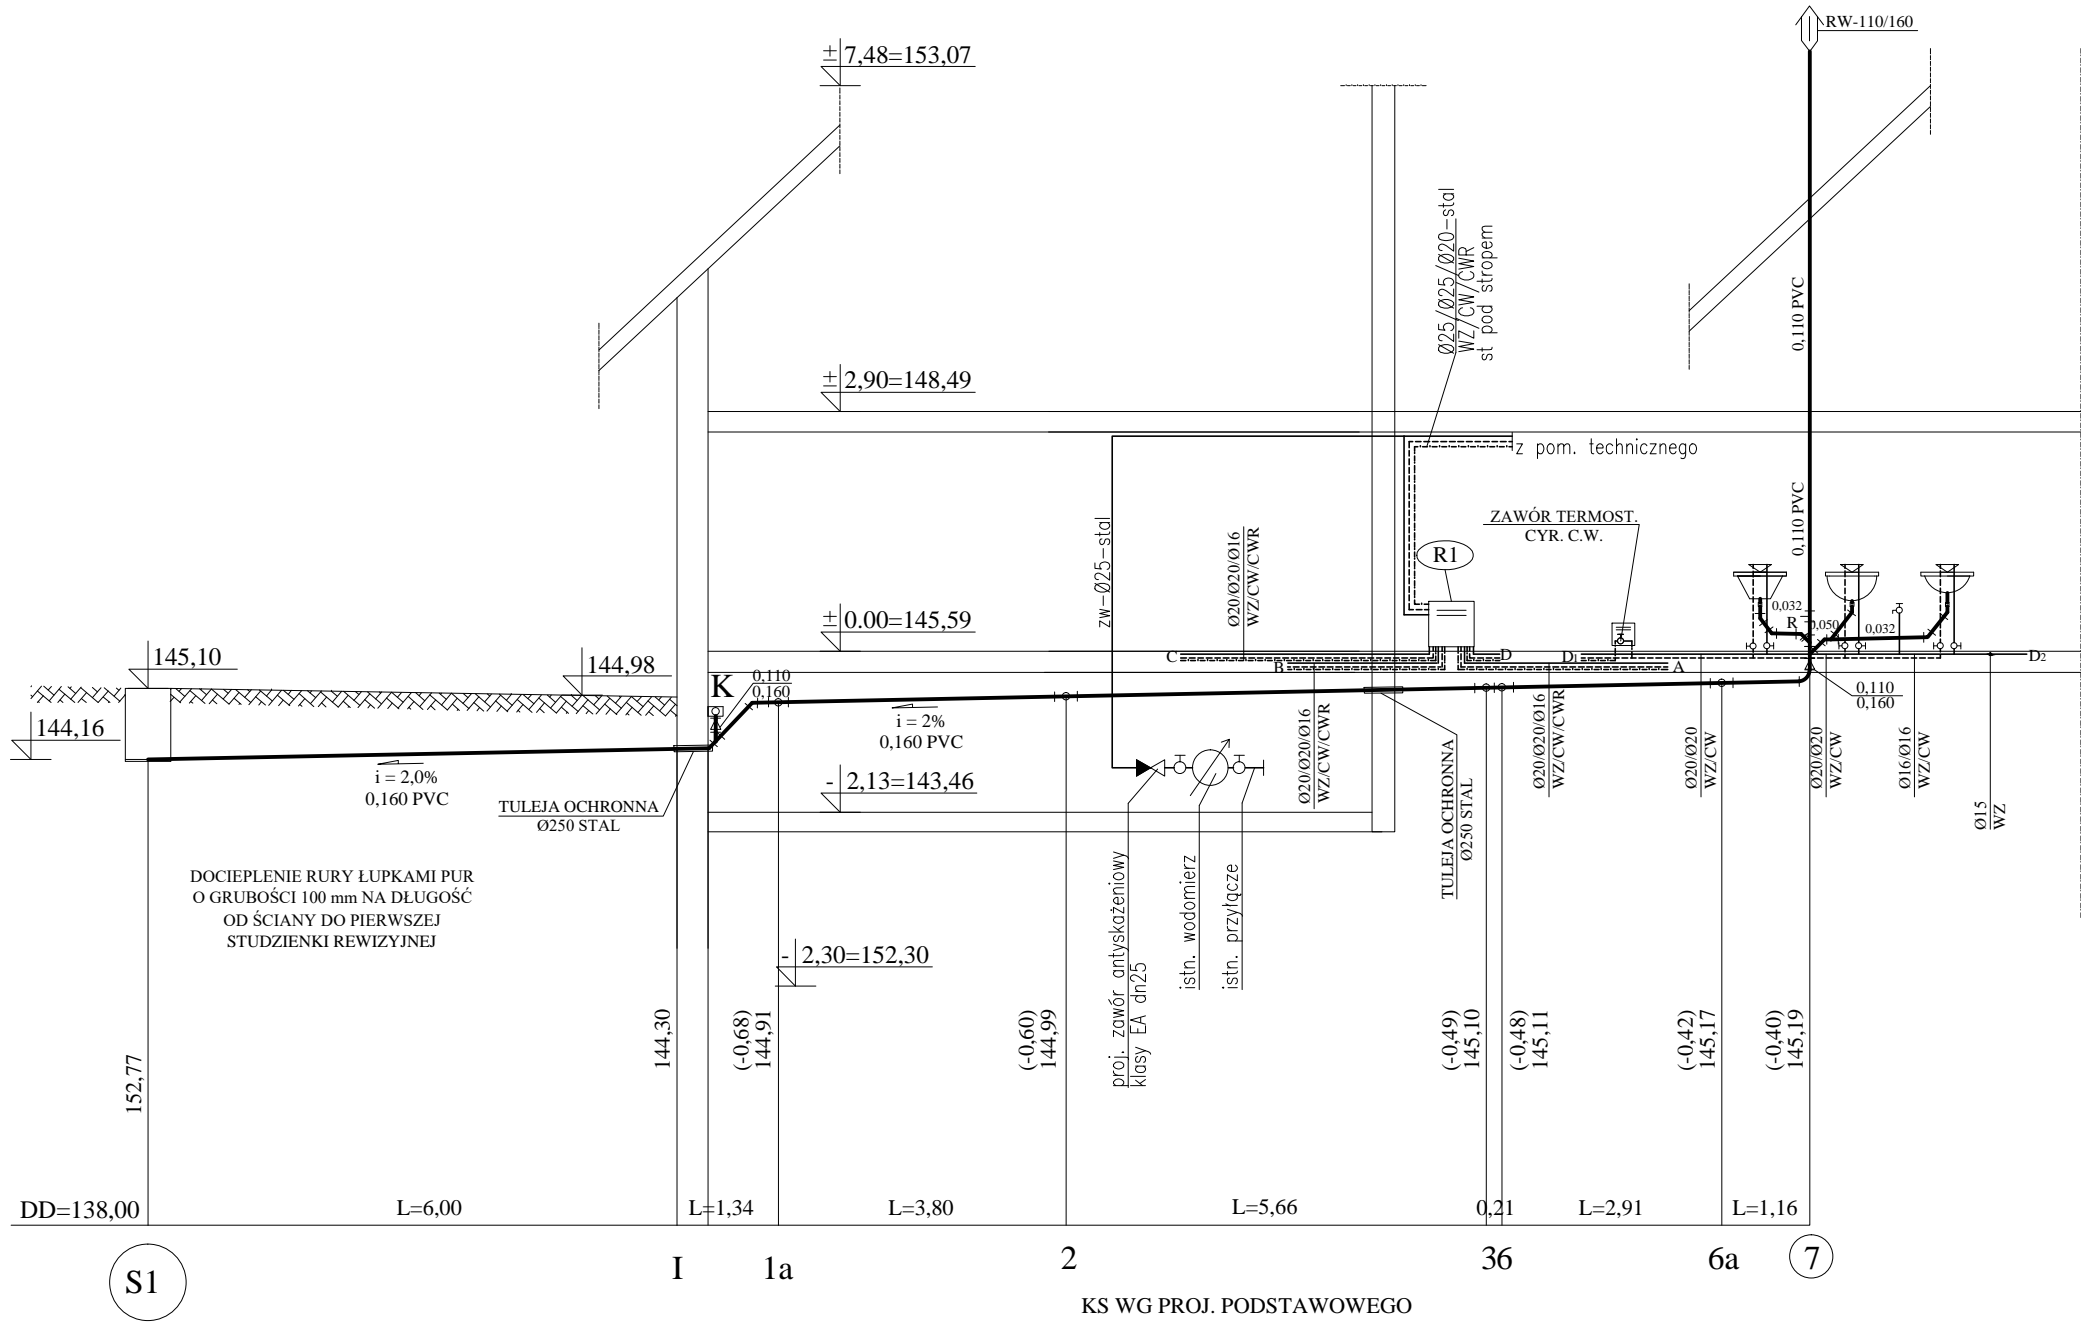 RW-110/160
± 7,48=153,07
Ø25/Ø25/Ø20-stal
WZ/CW/CWR
st pod stropem
0,110 PVC
± 2,90=148,49
z pom. technicznego
0,110 PVC
ZAWÓR TERMOST.
CYR. C.W.
zw-Ø25-stal
Ø20/Ø20/Ø16
WZ/CW/CWR
R1
± 0.00=145,59
0,032
R
0,050
0,032
145,10
144,98
C
B
D
D1
A
D2
K
0,110
0,160
0,110
0,160
144,16
i = 2%
0,160 PVC
i = 2,0%
0,160 PVC
- 2,13=143,46
TULEJA OCHRONNA
Ø250 STAL
Ø20/Ø20/Ø16
WZ/CW/CWR
TULEJA OCHRONNA
Ø250 STAL
Ø20/Ø20/Ø16
WZ/CW/CWR
Ø20/Ø20
WZ/CW
Ø20/Ø20
WZ/CW
Ø16/Ø16
WZ/CW
Ø15
WZ
DOCIEPLENIE RURY ŁUPKAMI PUR
O GRUBOŚCI 100 mm NA DŁUGOŚĆ
OD ŚCIANY DO PIERWSZEJ
STUDZIENKI REWIZYJNEJ
proj. zawór antyskażeniowy
klasy EA dn25
istn. wodomierz
istn. przyłącze
- 2,30=152,30
152,77
144,30
(-0,68)
144,91
(-0,60)
144,99
(-0,49)
145,10
(-0,48)
145,11
(-0,42)
145,17
(-0,40)
145,19
DD=138,00
L=6,00
L=1,34
L=3,80
L=5,66
0,21
L=2,91
L=1,16
S1
I
1a
2
36
6a
7
KS WG PROJ. PODSTAWOWEGO